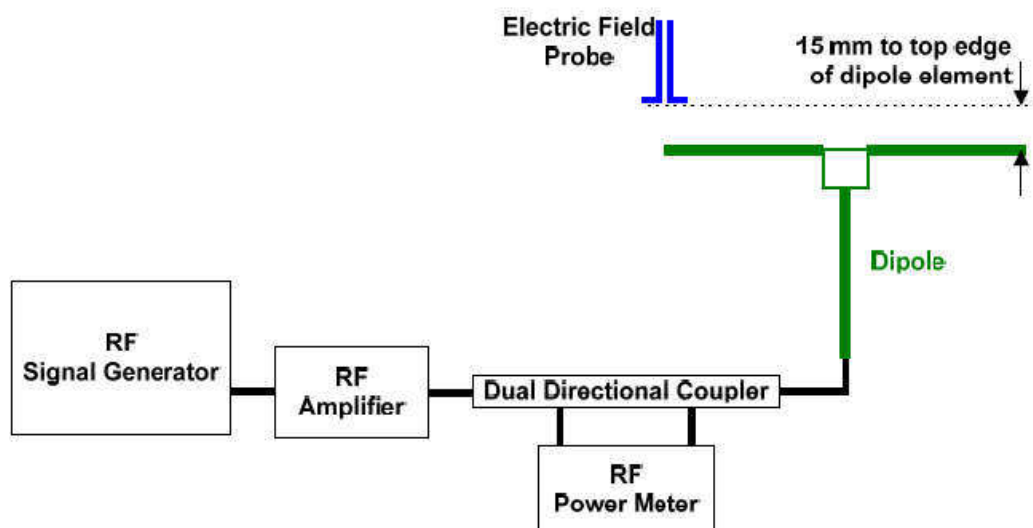 Electric Field
Probe
15 mm to top edge
of dipole element
Dipole
RF
Signal Generator
RF
Amplifier
Dual Directional Coupler
RF
Power Meter